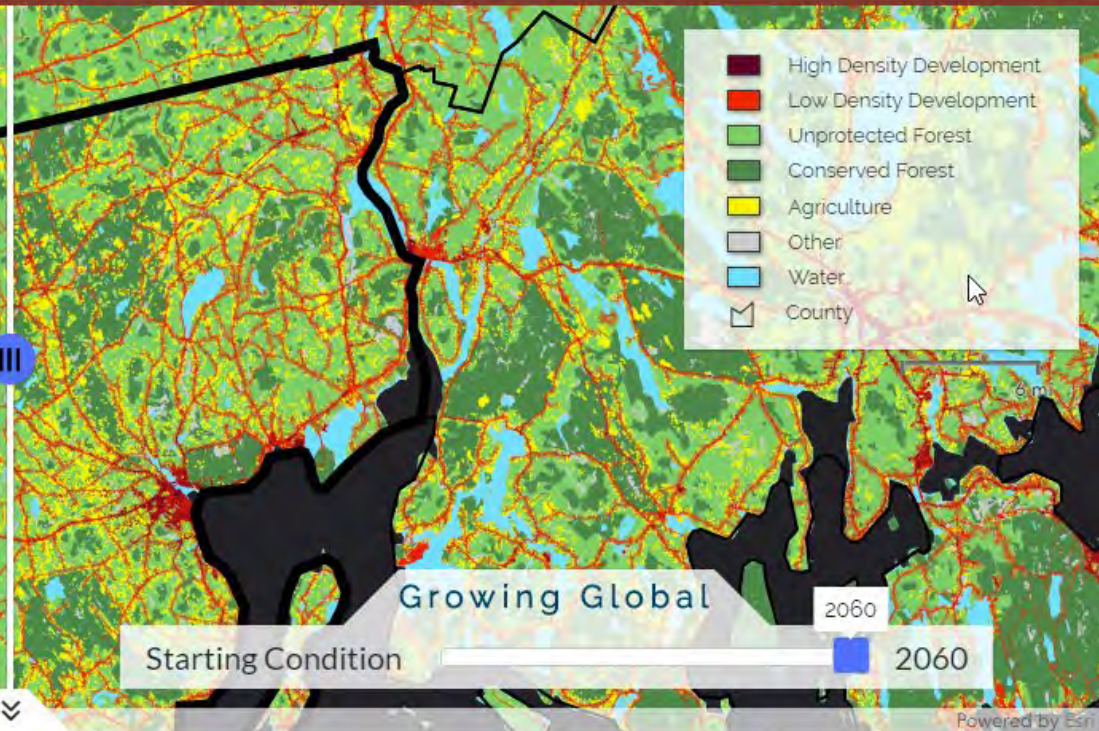 High Density Development
Low Density Development
Unprotected Forest
Conserved Forest
Agriculture
Other
Water
County
6 m
Growing Global
2060
Starting Condition
2060
Powered by Esri